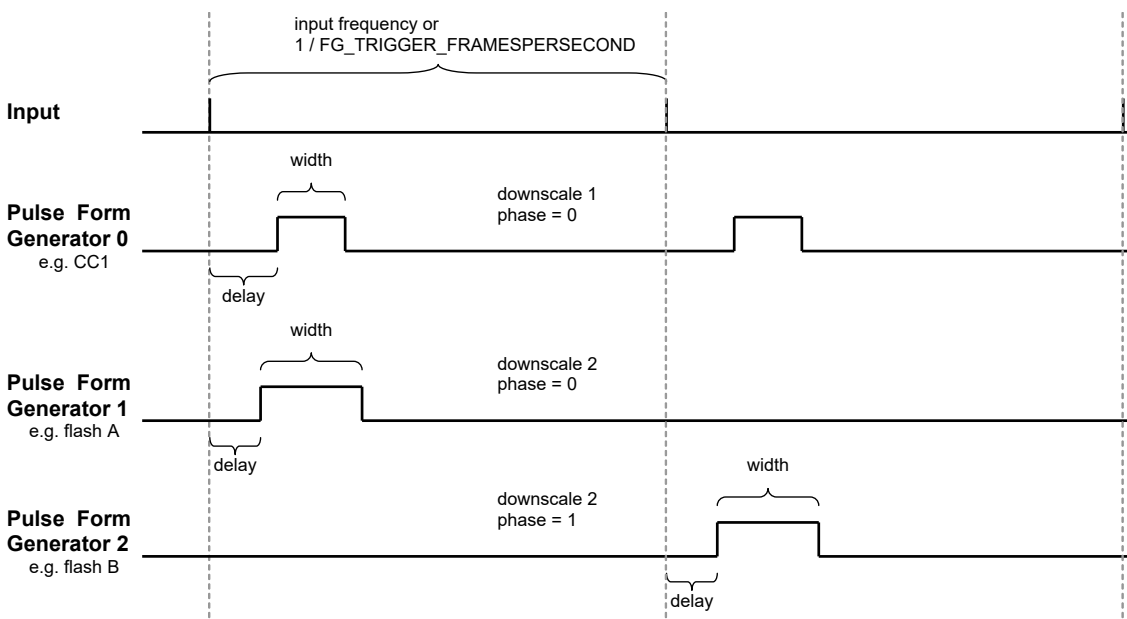 input frequency or
1 / FG_TRIGGER_FRAMESPERSECOND
Input
width
downscale 1
phase = 0
Pulse Form
Generator 0
e.g. CC1
delay
width
downscale 2
phase = 0
Pulse Form
Generator 1
e.g. flash A
delay
width
downscale 2
phase = 1
Pulse Form
Generator 2
e.g. flash B
delay